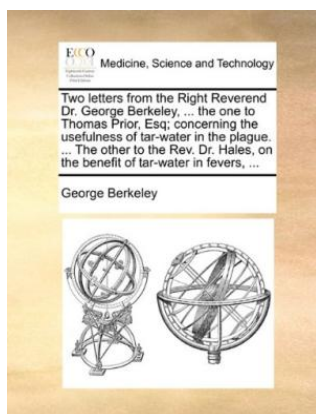 ECCO
Medicine, Science and Technology
Two letters from the Right Reverend
Dr. George Berkeley, ... the one to
Thomas Prior, Esq; concerning the
usefulness of tar-water in the plague.
... The other to the Rev. Dr. Hales, on
the benefit of tar-water in fevers, ...
George Berkeley